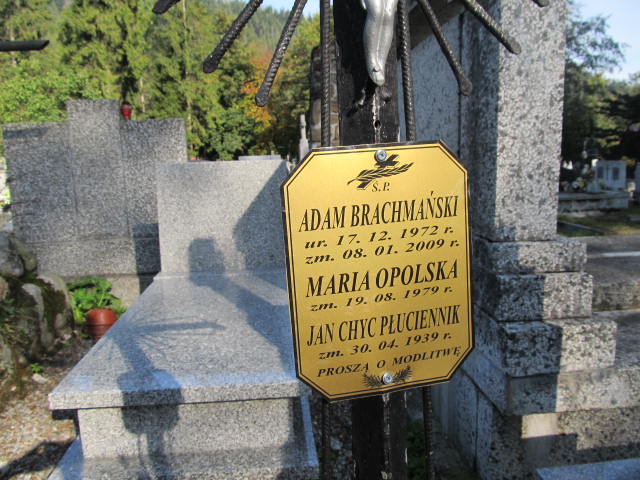 Ś.P.
ADAM BRACHMAŃSKI
ur. 17. 12. 1972 r.
zm. 08. 01. 2009 r.
MARIA OPOLSKA
zm. 19. 08. 1979 r.
JAN CHYC PŁUCIENNIK
zm. 30. 04. 1939 r.
PROSZĄ O MODLITWĘ